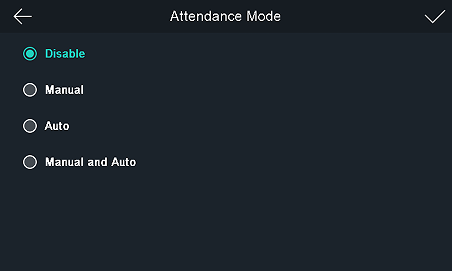 Attendance Mode
Disable
Manual
Auto
Manual and Auto